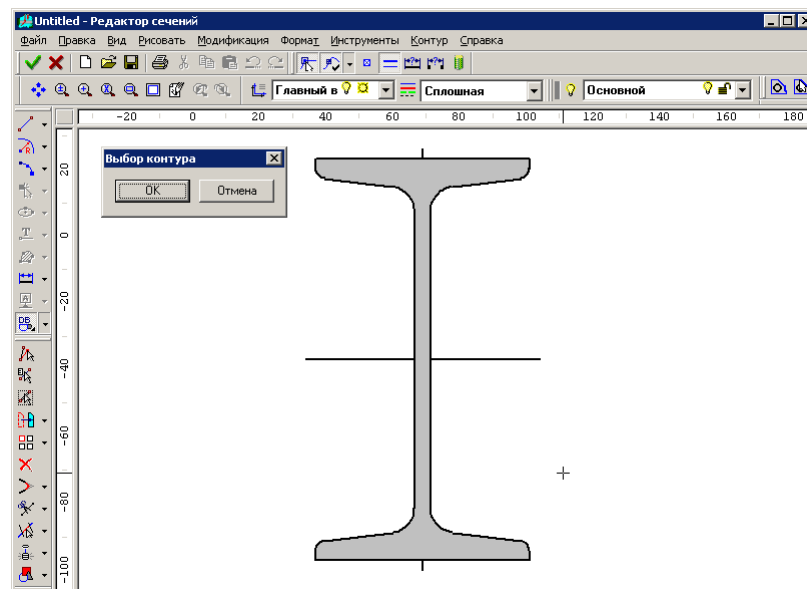 Untitled - Редактор сечений
Файл Правка Вид Рисовать Модификация Формат Инструменты Контур Справка
Главный в Сплошная Основной
-20 0 20 40 60 80 100 120 140 160 180
Выбор контура
OK Отмена
20
0
-20
-40
-60
-80
-100
R
T
A
DB